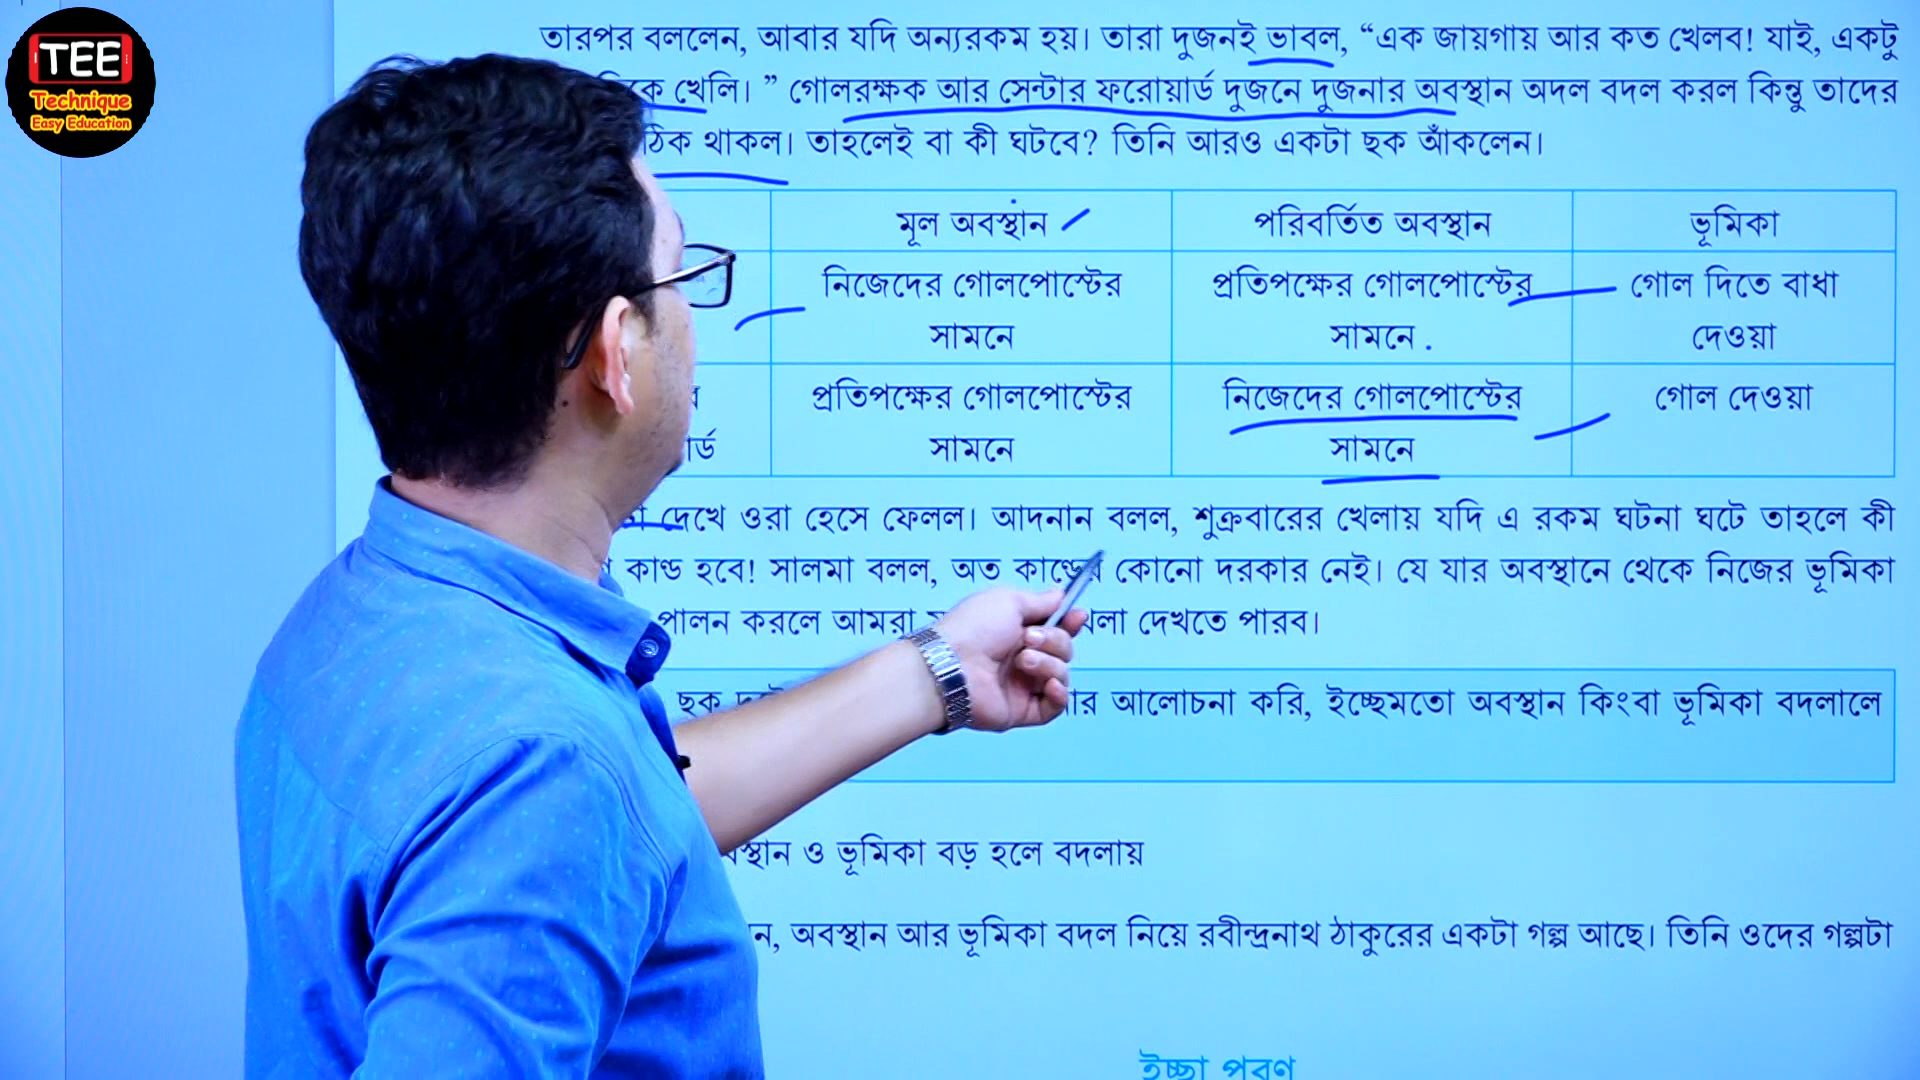 TEE
Technique
Easy Education
তারপর বললেন, আবার যদি অন্যরকম হয়। তারা দুজনই ভাবল, “এক জায়গায় আর কত খেলব! যাই, একটু
খেলি। ” গোলরক্ষক আর সেন্টার ফরোয়ার্ড দুজনে দুজনার অবস্থান অদল বদল করল কিন্তু তাদের
ঠিক থাকল। তাহলেই বা কী ঘটবে? তিনি আরও একটা ছক আঁকলেন।
মূল অবস্থান পরিবর্তিত অবস্থান ভূমিকা
নিজেদের গোলপোস্টের প্রতিপক্ষের গোলপোস্টের গোল দিতে বাধা
সামনে সামনে . দেওয়া
প্রতিপক্ষের গোলপোস্টের নিজেদের গোলপোস্টের গোল দেওয়া
সামনে সামনে
দেখে ওরা হেসে ফেলল। আদনান বলল, শুক্রবারের খেলায় যদি এ রকম ঘটনা ঘটে তাহলে কী
কাণ্ড হবে! সালমা বলল, অত কাণ্ডের কোনো দরকার নেই। যে যার অবস্থানে থেকে নিজের ভূমিকা
পালন করলে আমরা দেখতে পারব।
ছক আলোচনা করি, ইচ্ছেমতো অবস্থান কিংবা ভূমিকা বদলালে
ও ভূমিকা বড় হলে বদলায়
অবস্থান আর ভূমিকা বদল নিয়ে রবীন্দ্রনাথ ঠাকুরের একটা গল্প আছে। তিনি ওদের গল্পটা
ইচ্ছা পূরণ